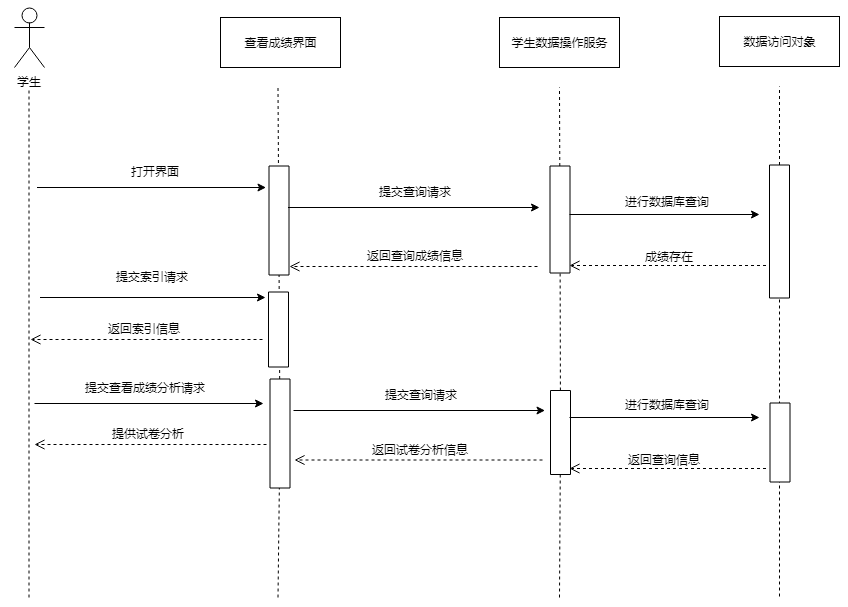 查看成绩界面
学生数据操作服务
数据访问对象
学生
打开界面
提交查询请求
进行数据库查询
返回查询成绩信息
成绩存在
提交索引请求
返回索引信息
提交查看成绩分析请求
提交查询请求
进行数据库查询
提供试卷分析
返回试卷分析信息
返回查询信息